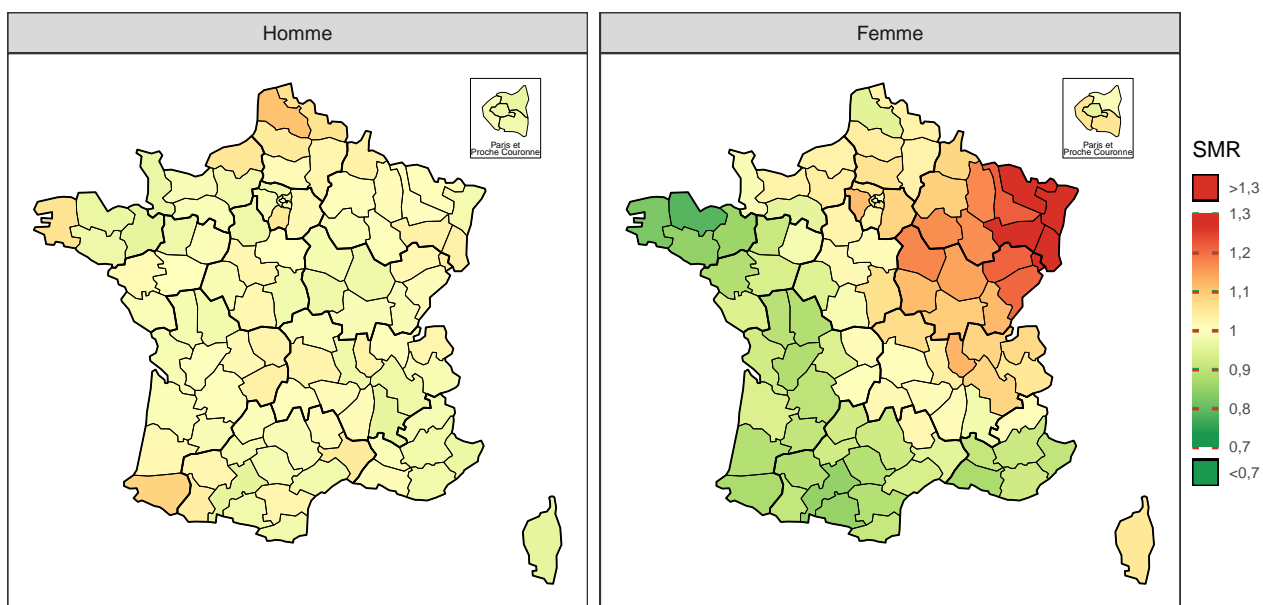 Homme
Femme
Paris et
Proche Couronne
Paris et
Proche Couronne
SMR
>1,3
1,3
1,2
1,1
1
0,9
0,8
0,7
<0,7